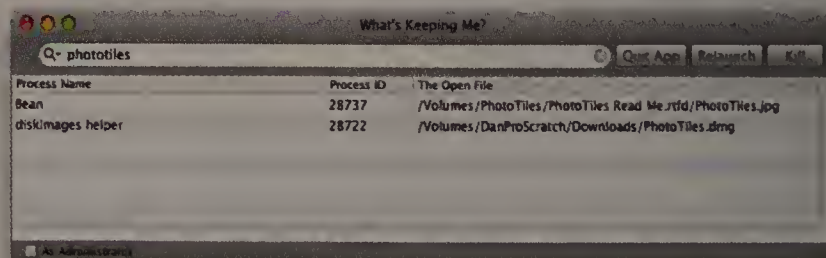 What's Keeping Me?
phototiles
Quit App Relaunch Kill
Process Name Process ID The Open File
Bean 28737 /Volumes/PhotoTiles/PhotoTiles Read Me.rtfd/PhotoTiles.jpg
diskimages helper 28722 /Volumes/DanProScratch/Downloads/PhotoTiles.dmg
As Administrator